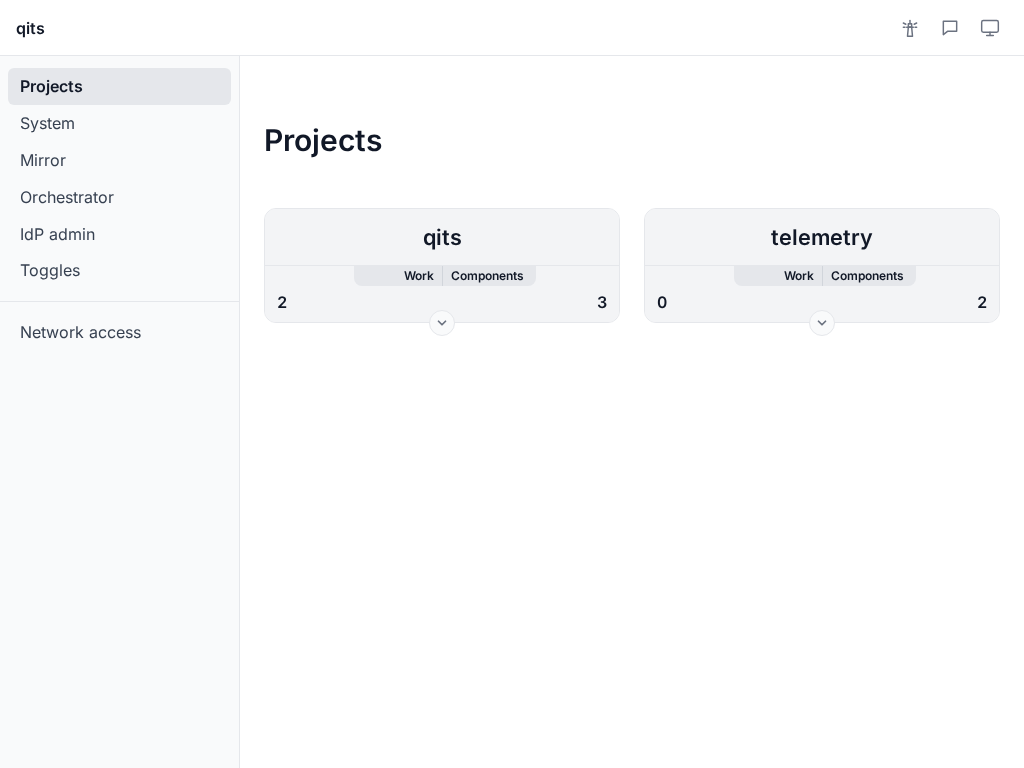 qits
Projects
System
Mirror
Orchestrator
IdP admin
Toggles
Network access
Projects
qits
Work Components
2 3
telemetry
Work Components
0 2